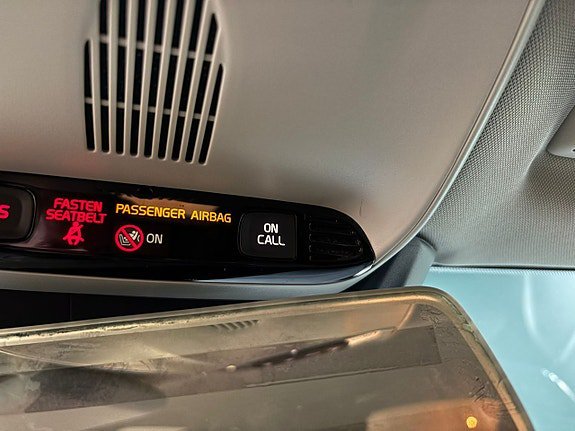 FASTEN
SEATBELT
PASSENGER AIRBAG
ON
ON
CALL